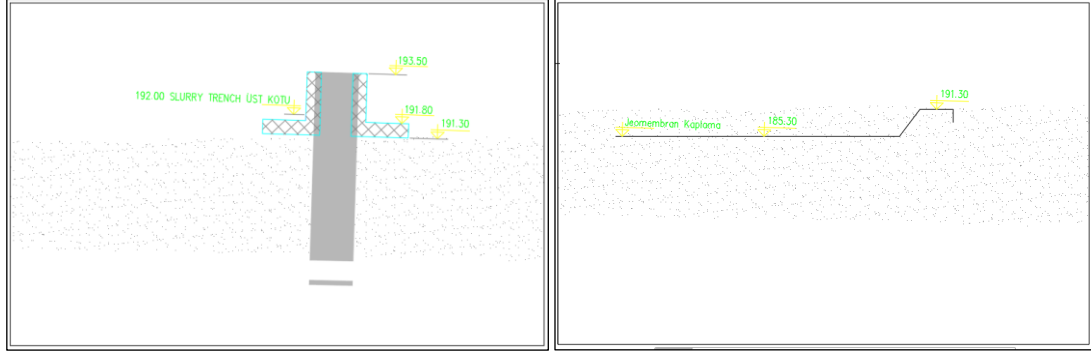 193.50
192.00 SLURRY TRENCH ÜST KOTU
191.80
191.30
191.30
Jeomembran Kaplama
185.30